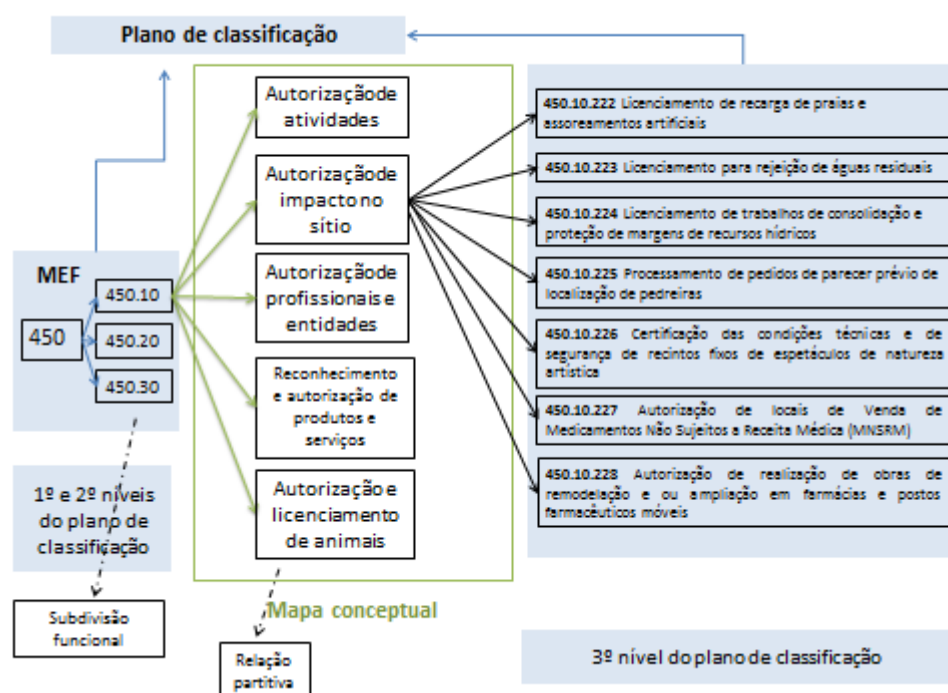 Plano de classificação
MEF
450
450.10
450.20
450.30
1º e 2º níveis
do plano de
classificação
Subdivisão
funcional
Autorizaçãode
atividades
Autorizaçãode
impacto no
sítio
Autorizaçãode
profissionais e
entidades
Reconhecimento
e autorização de
produtos e
serviços
Autorização e
licenciamento
de animais
Mapa conceptual
Relação
partitiva
450.10.222 Licenciamento de recarga de praias e
assoreamentos artificiais
450.10.223 Licenciamento para rejeição de águas residuais
450.10.224 Licenciamento de trabalhos de consolidação e
proteção de margens de recursos hídricos
450.10.225 Processamento de pedidos de parecer prévio de
localização de pedreiras
450.10.226 Certificação das condições técnicas e de
segurança de recintos fixos de espetáculos de natureza
artística
450.10.227 Autorização de locais de Venda de
Medicamentos Não Sujeitos a Receita Médica (MNSRM)
450.10.228 Autorização de realização de obras de
remodelação e ou ampliação em farmácias e postos
farmacêuticos móveis
3º nível do plano de classificação